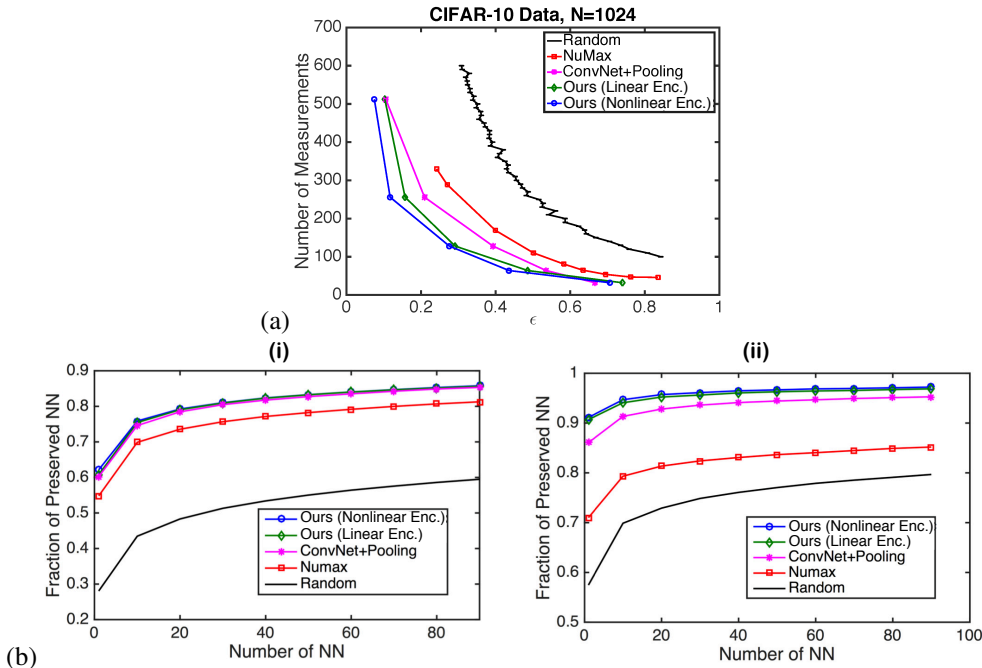 CIFAR-10 Data, N=1024
Number of Measurements
700
600
500
400
300
200
100
0
Random
NuMax
ConvNet+Pooling
Ours (Linear Enc.)
Ours (Nonlinear Enc.)
0 0.2 0.4 0.6 0.8 1
ϵ
(a)
(i)
Fraction of Preserved NN
0.9
0.8
0.7
0.6
0.5
0.4
0.3
0.2
Ours (Nonlinear Enc.)
Ours (Linear Enc.)
ConvNet+Pooling
Numax
Random
0 20 40 60 80
Number of NN
(ii)
Fraction of Preserved NN
1
0.9
0.8
0.7
0.6
0.5
Ours (Nonlinear Enc.)
Ours (Linear Enc.)
ConvNet+Pooling
Numax
Random
0 20 40 60 80 100
Number of NN
(b)